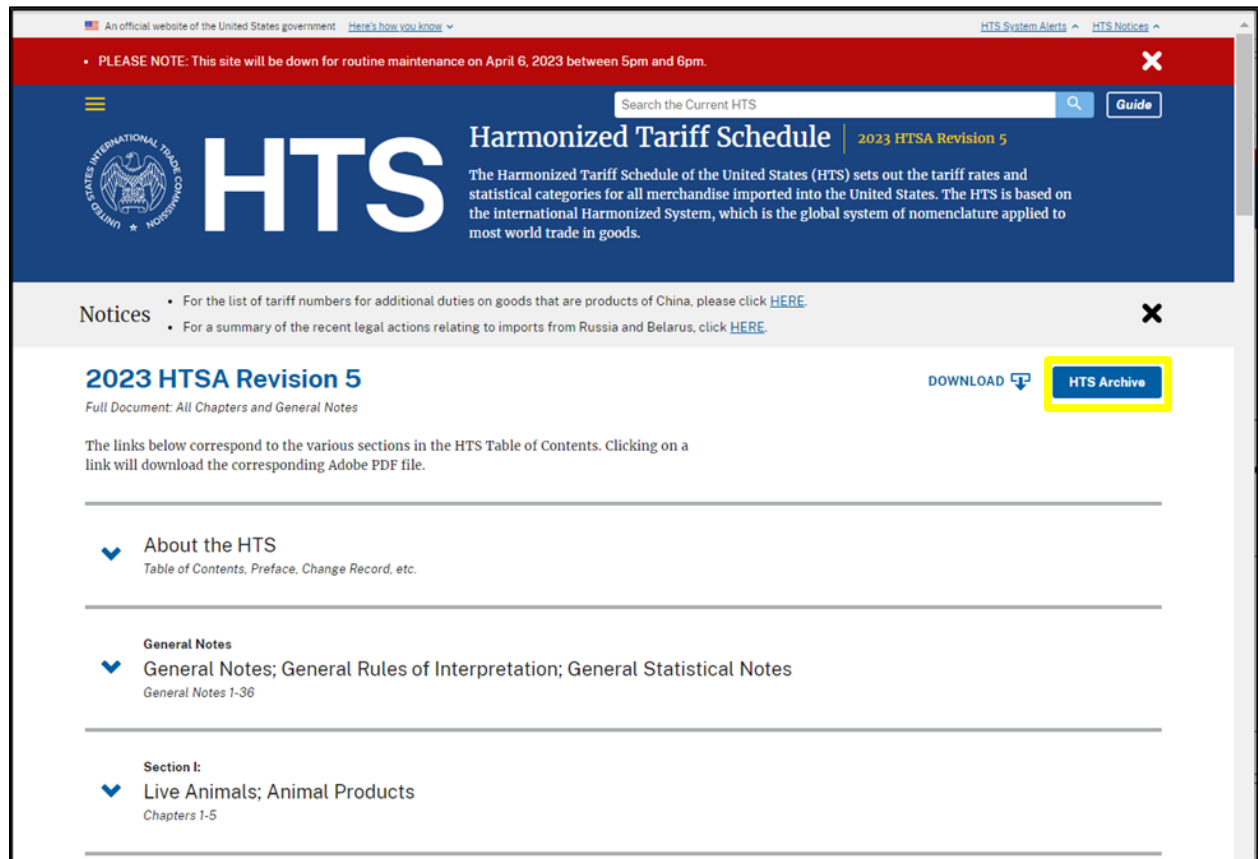 An official website of the United States government Here's how you know
HTS System Alerts HTS Notices
• PLEASE NOTE: This site will be down for routine maintenance on April 6, 2023 between 5pm and 6pm.
Search the Current HTS
Guide
UNITED STATES INTERNATIONAL TRADE COMMISSION
HTS
Harmonized Tariff Schedule | 2023 HTSA Revision 5
The Harmonized Tariff Schedule of the United States (HTS) sets out the tariff rates and
statistical categories for all merchandise imported into the United States. The HTS is based on
the international Harmonized System, which is the global system of nomenclature applied to
most world trade in goods.
Notices
• For the list of tariff numbers for additional duties on goods that are products of China, please click HERE.
• For a summary of the recent legal actions relating to imports from Russia and Belarus, click HERE.
2023 HTSA Revision 5
DOWNLOAD
HTS Archive
Full Document: All Chapters and General Notes
The links below correspond to the various sections in the HTS Table of Contents. Clicking on a
link will download the corresponding Adobe PDF file.
About the HTS
Table of Contents, Preface, Change Record, etc.
General Notes
General Notes; General Rules of Interpretation; General Statistical Notes
General Notes 1-36
Section I:
Live Animals; Animal Products
Chapters 1-5